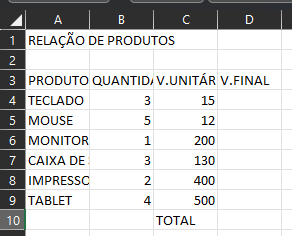 A B C D
1 RELAÇÃO DE PRODUTOS
2
3 PRODUTO QUANTIDA V.UNITÁR V.FINAL
4 TECLADO 3 15
5 MOUSE 5 12
6 MONITOR 1 200
7 CAIXA DE 3 130
8 IMPRESSO 2 400
9 TABLET 4 500
10 TOTAL